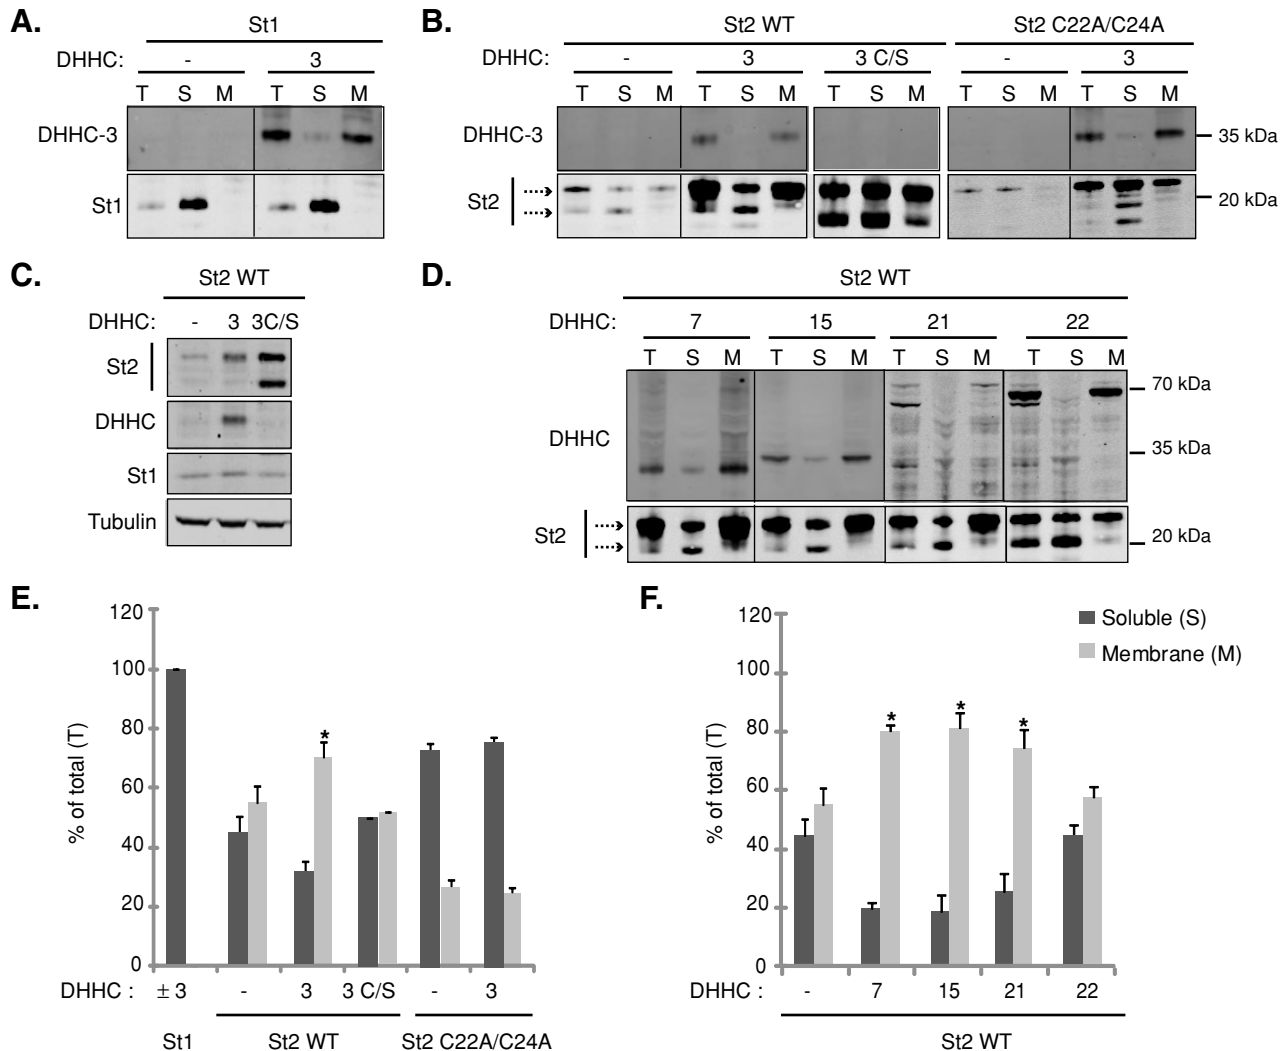 A.
St1
DHHC: - 3
T S M T S M
DHHC-3
St1
B.
St2 WT St2 C22A/C24A
DHHC: - 3 3 C/S - 3
T S M T S M T S M T S M T S M
DHHC-3
35 kDa
St2
20 kDa
C.
St2 WT
DHHC: - 3 3C/S
St2
DHHC
St1
Tubulin
D.
St2 WT
DHHC: 7 15 21 22
T S M T S M T S M T S M
70 kDa
DHHC
35 kDa
St2
20 kDa
E.
% of total (T)
120
100
80
60
40
20
0
*
DHHC : ± 3 - 3 3 C/S - 3
St1 St2 WT St2 C22A/C24A
F.
Soluble (S)
Membrane (M)
% of total (T)
120
100
80
60
40
20
0
* * *
DHHC : - 7 15 21 22
St2 WT